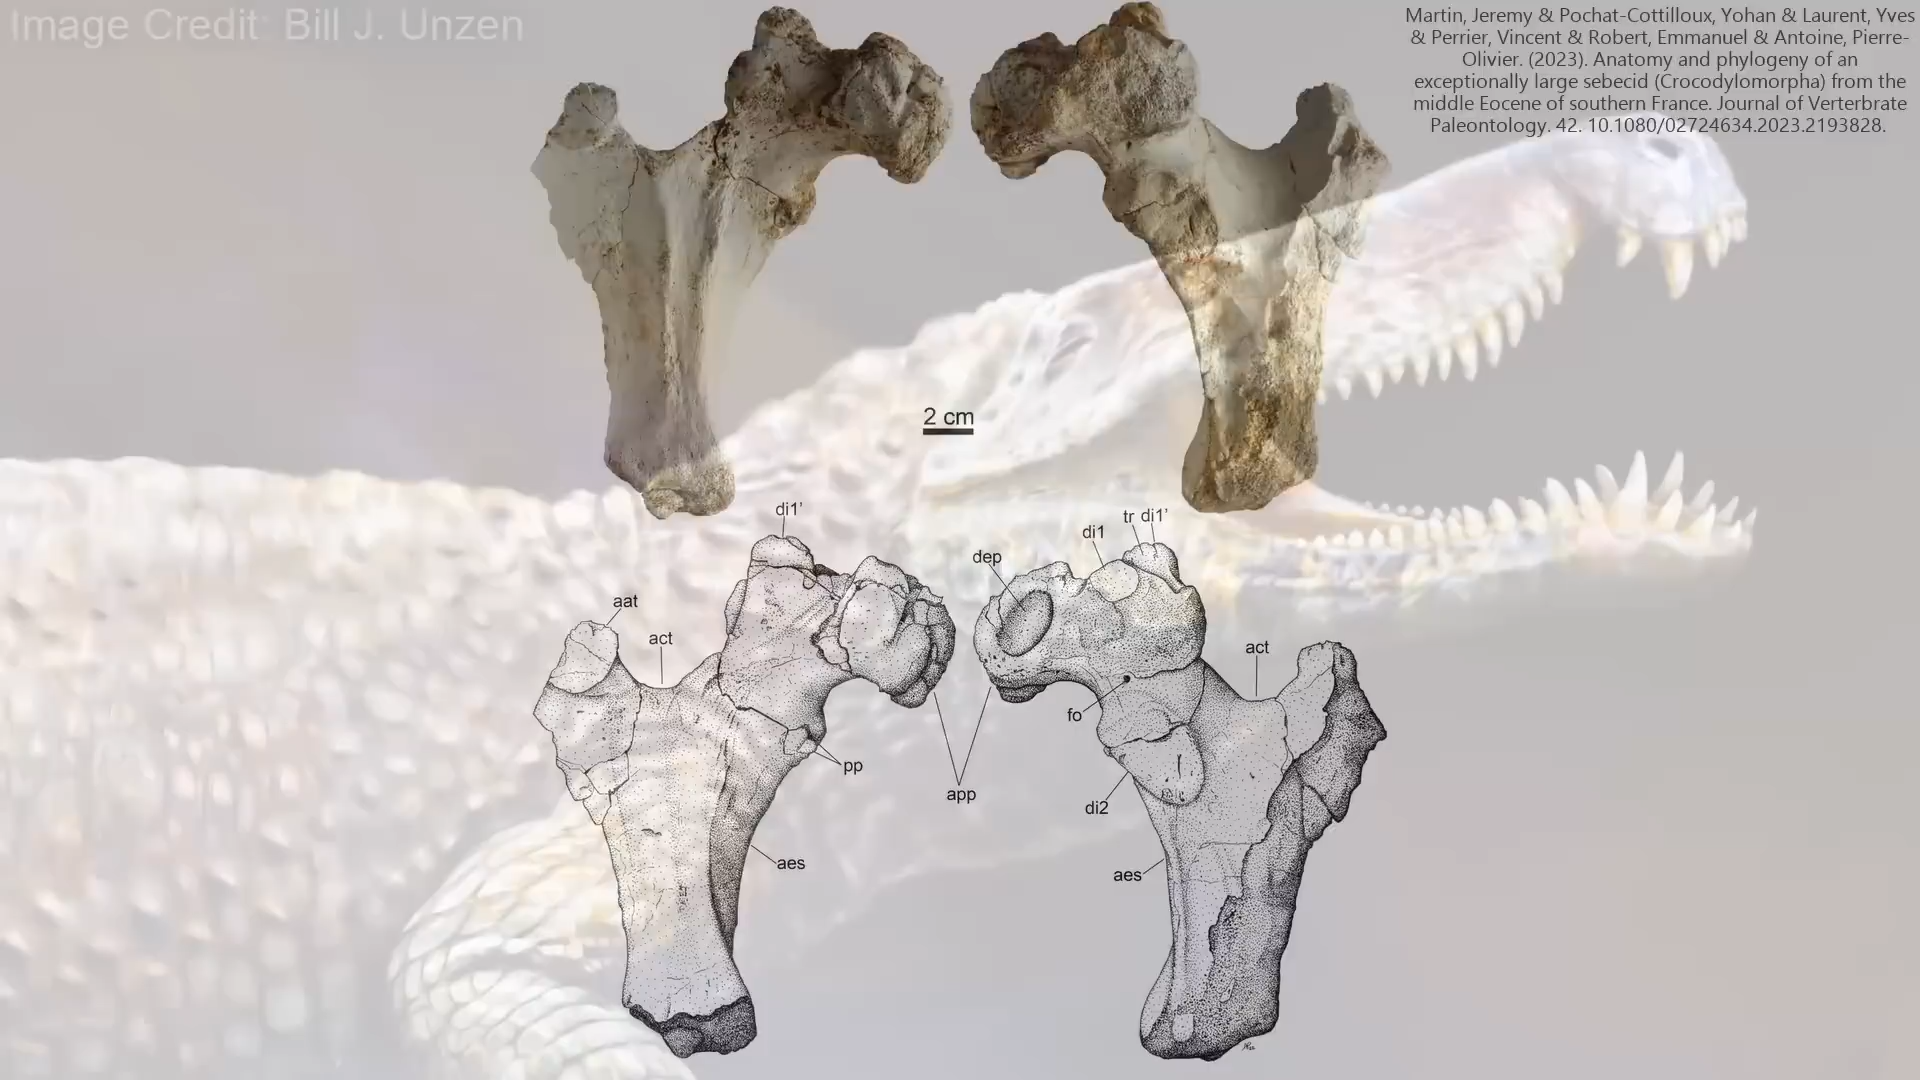 Image Credit: Bill J. Unzen
Martin, Jeremy & Pochat-Cottilloux, Yohan & Laurent, Yves
& Perrier, Vincent & Robert, Emmanuel & Antoine, Pierre-
Olivier. (2023). Anatomy and phylogeny of an
exceptionally large sebecid (Crocodylomorpha) from the
middle Eocene of southern France. Journal of Verterbrate
Paleontology. 42. 10.1080/02724634.2023.2193828.
2 cm
di1’
tr di1’
di1
dep
aat
act
act
fo
pp
app
di2
aes
aes